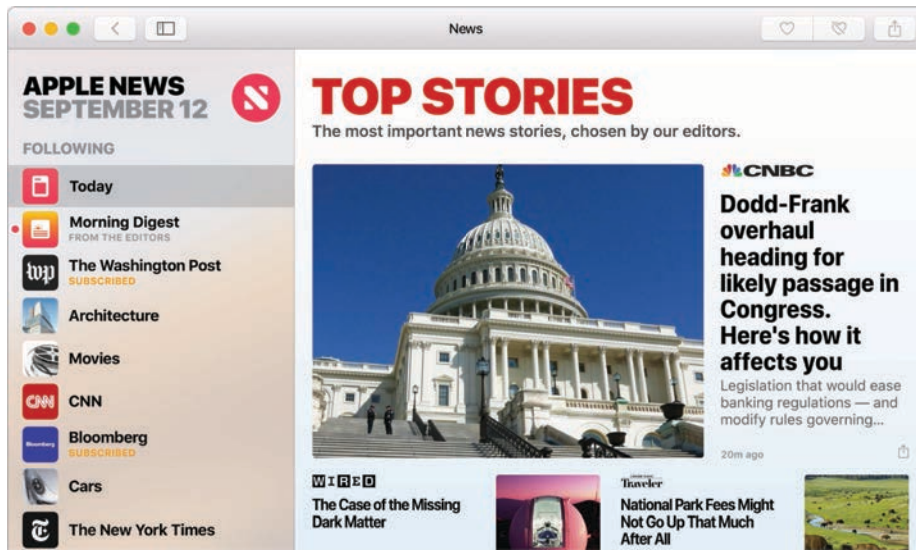 News
APPLE NEWS
SEPTEMBER 12
FOLLOWING
Today
Morning Digest
FROM THE EDITORS
wp
The Washington Post
SUBSCRIBED
Architecture
Movies
CNN
CNN
Bloomberg
Bloomberg
SUBSCRIBED
Cars
T
The New York Times
TOP STORIES
The most important news stories, chosen by our editors.
CNBC
Dodd-Frank
overhaul
heading for
likely passage in
Congress.
Here's how it
affects you
Legislation that would ease
banking regulations — and
modify rules governing...
20m ago
WIRED
The Case of the Missing
Dark Matter
Traveler
National Park Fees Might
Not Go Up That Much
After All